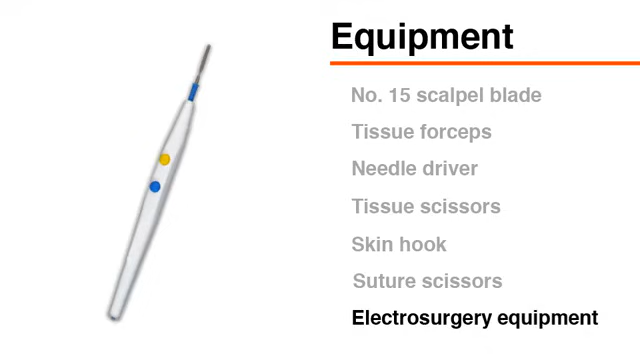 Equipment
No. 15 scalpel blade
Tissue forceps
Needle driver
Tissue scissors
Skin hook
Suture scissors
Electrosurgery equipment